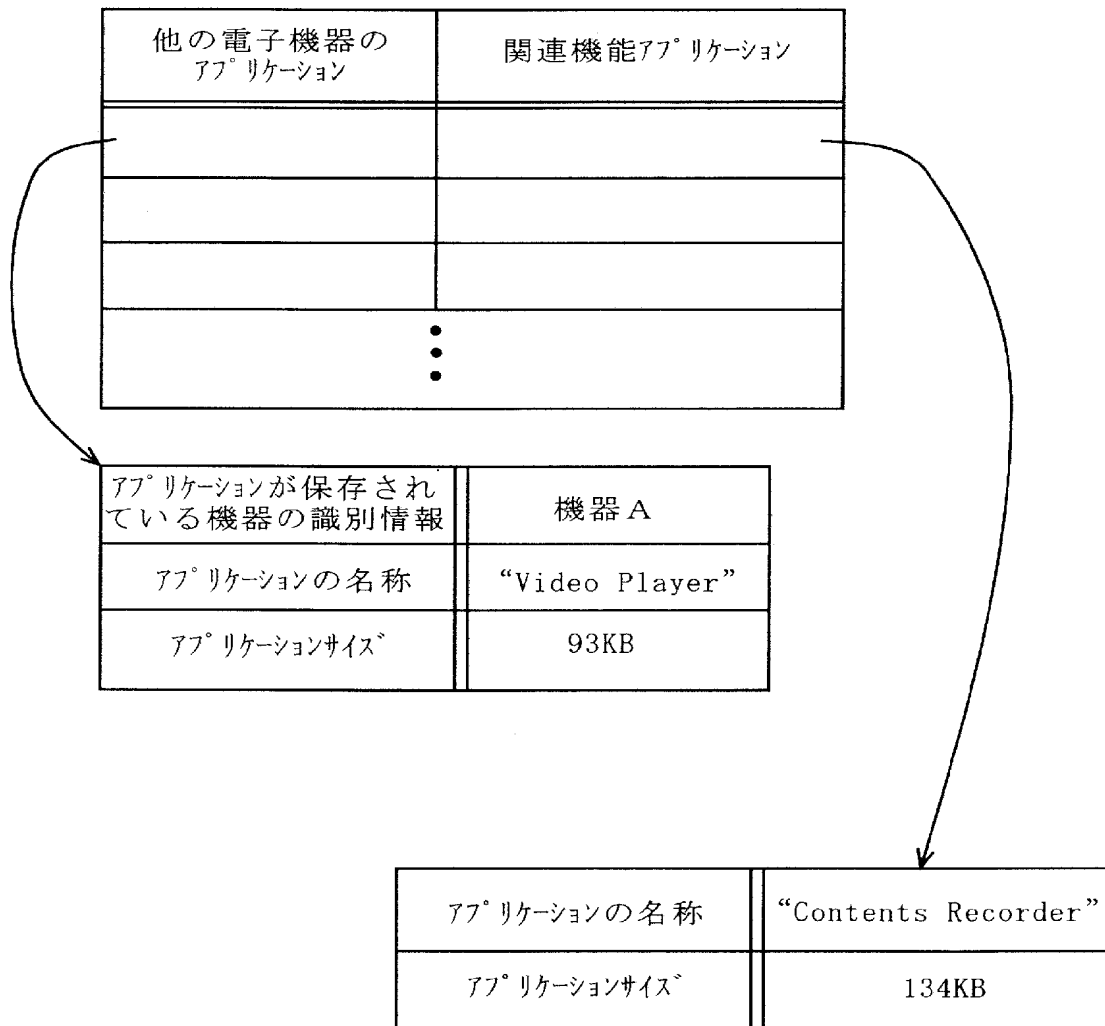 他の電子機器の
アプリケーション
関連機能アプリケーション
アプリケーションが保存され
ている機器の識別情報
機器A
アプリケーションの名称
“Video Player”
アプリケーションサイズ
93KB
アプリケーションの名称
“Contents Recorder”
アプリケーションサイズ
134KB